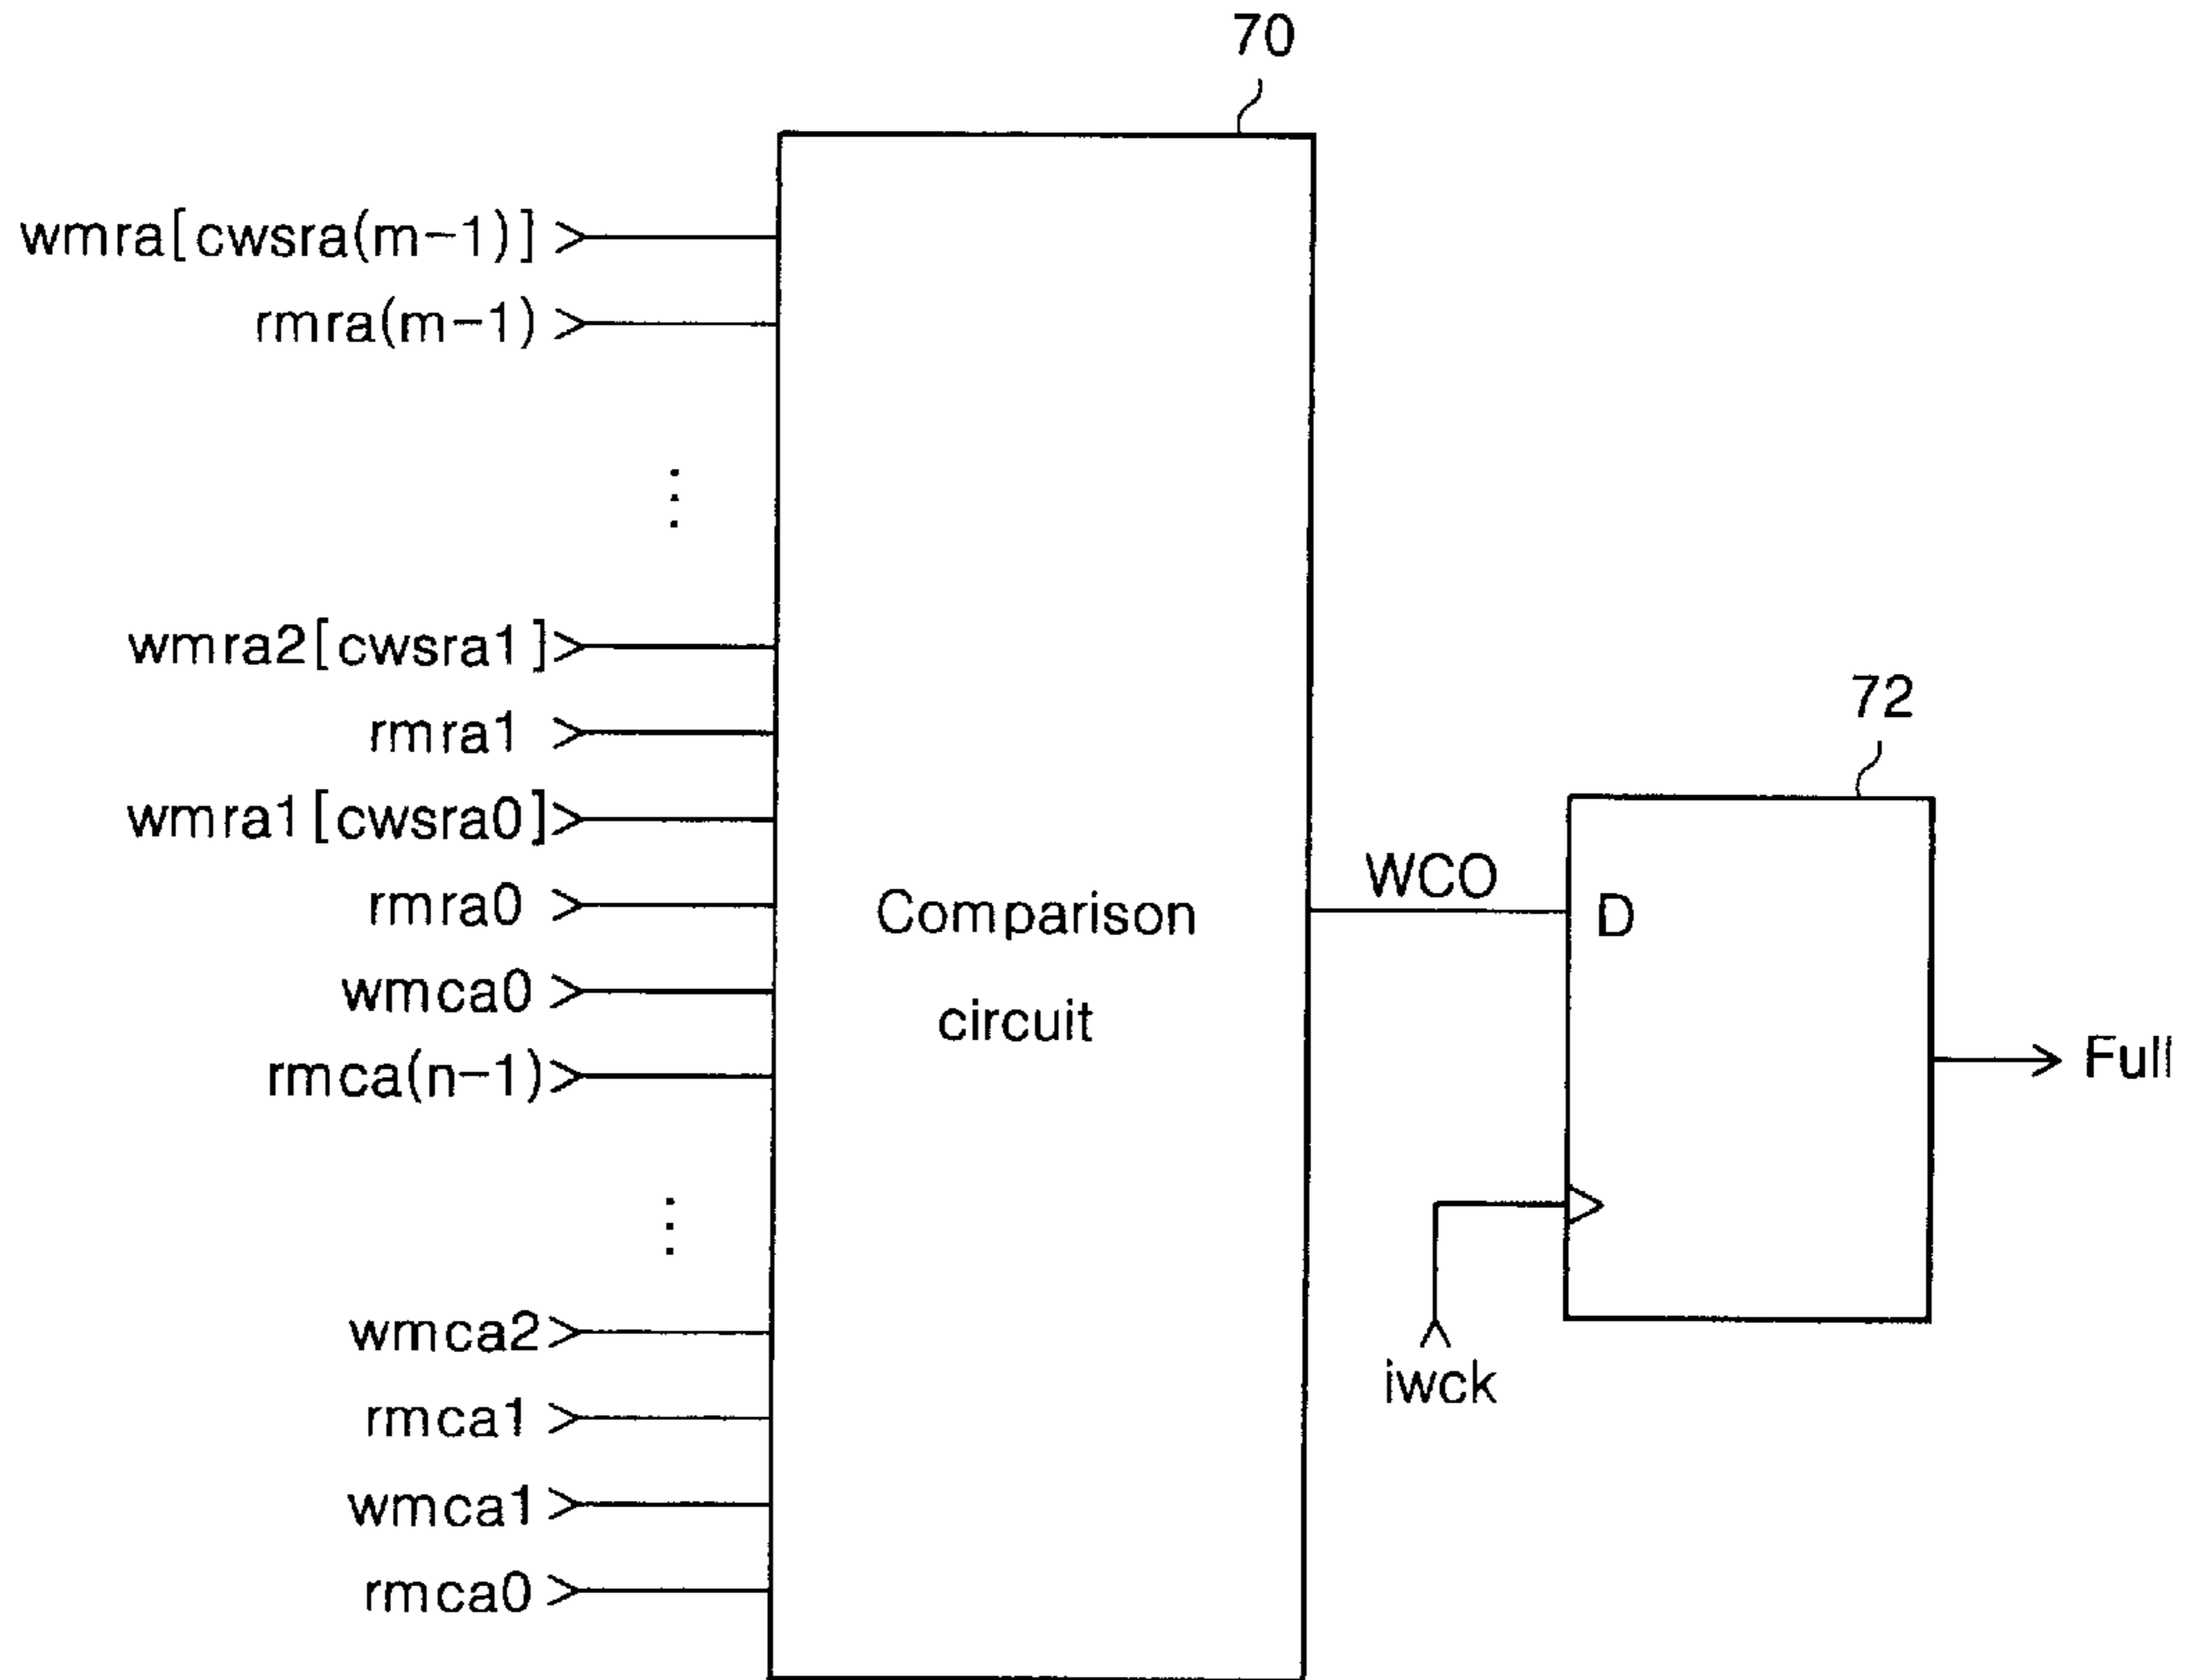 70
wmra[cwsra(m-1)]
rmra(m-1)
⋮
wmra2[cwsra1]
rmra1
72
wmra1[cwsra0]
rmra0
WCO
D
Comparison
circuit
wmca0
rmca(n-1)
Full
⋮
wmca2
iwck
rmca1
wmca1
rmca0